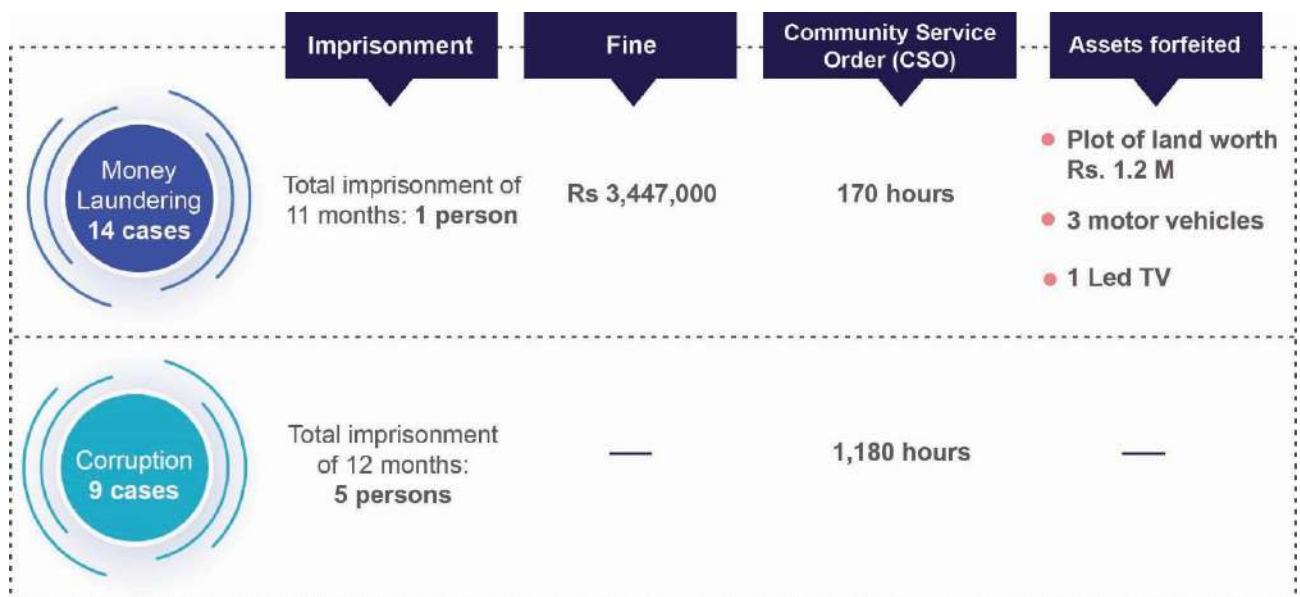 Imprisonment
Fine
Community Service
Order (CSO)
Assets forfeited
Money
Laundering
14 cases
Total imprisonment of
11 months: 1 person
Rs 3,447,000
170 hours
Plot of land worth
Rs. 1.2 M
3 motor vehicles
1 Led TV
Corruption
9 cases
Total imprisonment
of 12 months:
5 persons
—
1,180 hours
—